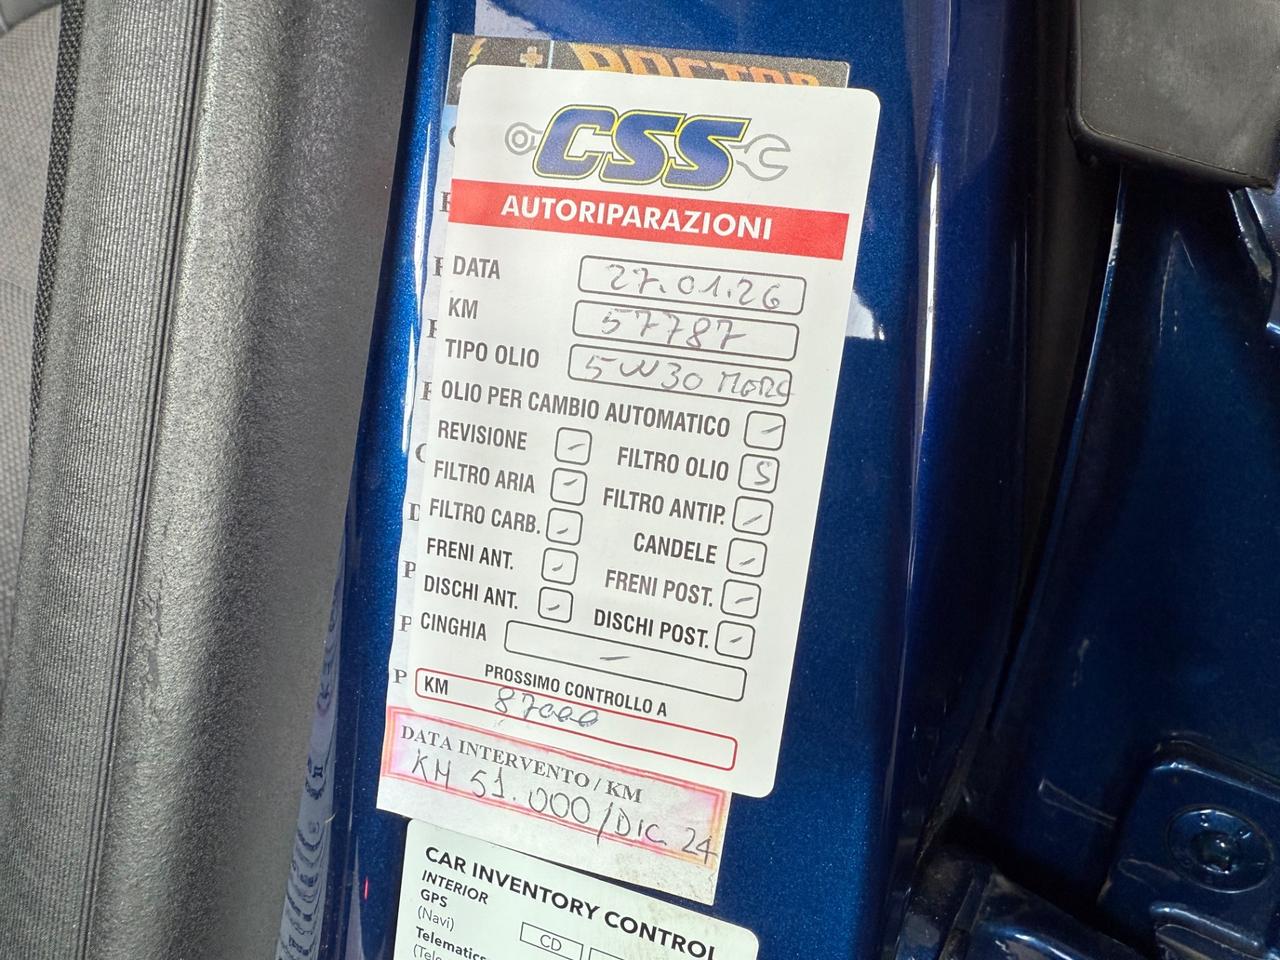 DOCTOR
CSS
AUTORIPARAZIONI
DATA 27.01.26
KM 57787
TIPO OLIO 5W30
OLIO PER CAMBIO AUTOMATICO -
REVISIONE - FILTRO OLIO S
FILTRO ARIA - FILTRO ANTIP. -
FILTRO CARB. - CANDELE -
FRENI ANT. - FRENI POST. -
DISCHI ANT. - DISCHI POST. -
CINGHIA -
PROSSIMO CONTROLLO A
KM 87000
DATA INTERVENTO / KM
KM 51.000/DIC. 24
CAR INVENTORY CONTROL
INTERIOR
GPS
(Navi)
CD
Telematics